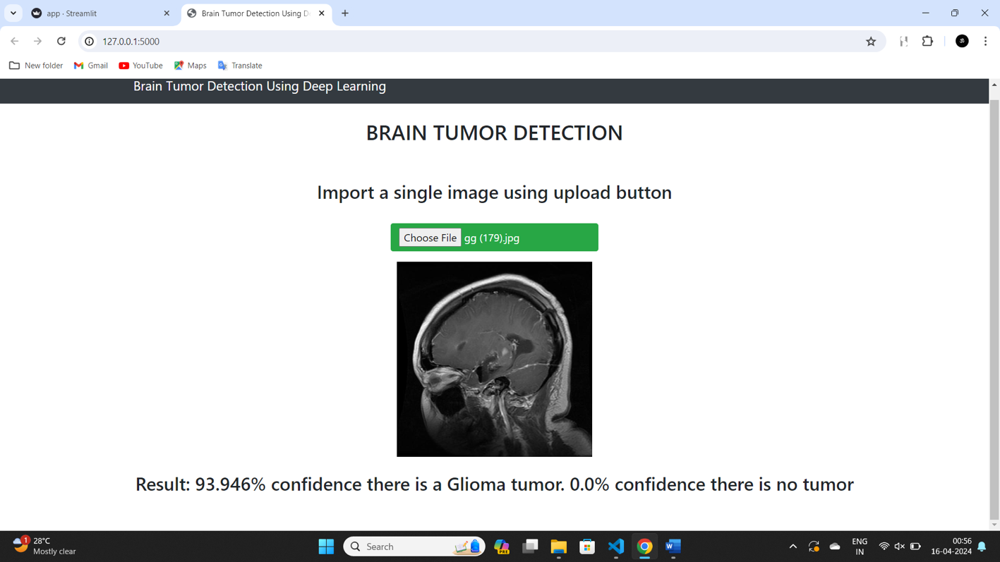 app · Streamlit
Brain Tumor Detection Using De
127.0.0.1:5000
New folder
Gmail
YouTube
Maps
Translate
Brain Tumor Detection Using Deep Learning
BRAIN TUMOR DETECTION
Import a single image using upload button
Choose File gg (179).jpg
Result: 93.946% confidence there is a Glioma tumor. 0.0% confidence there is no tumor
1
28°C
Mostly clear
Search
PRE
ENG
IN
00:56
16-04-2024